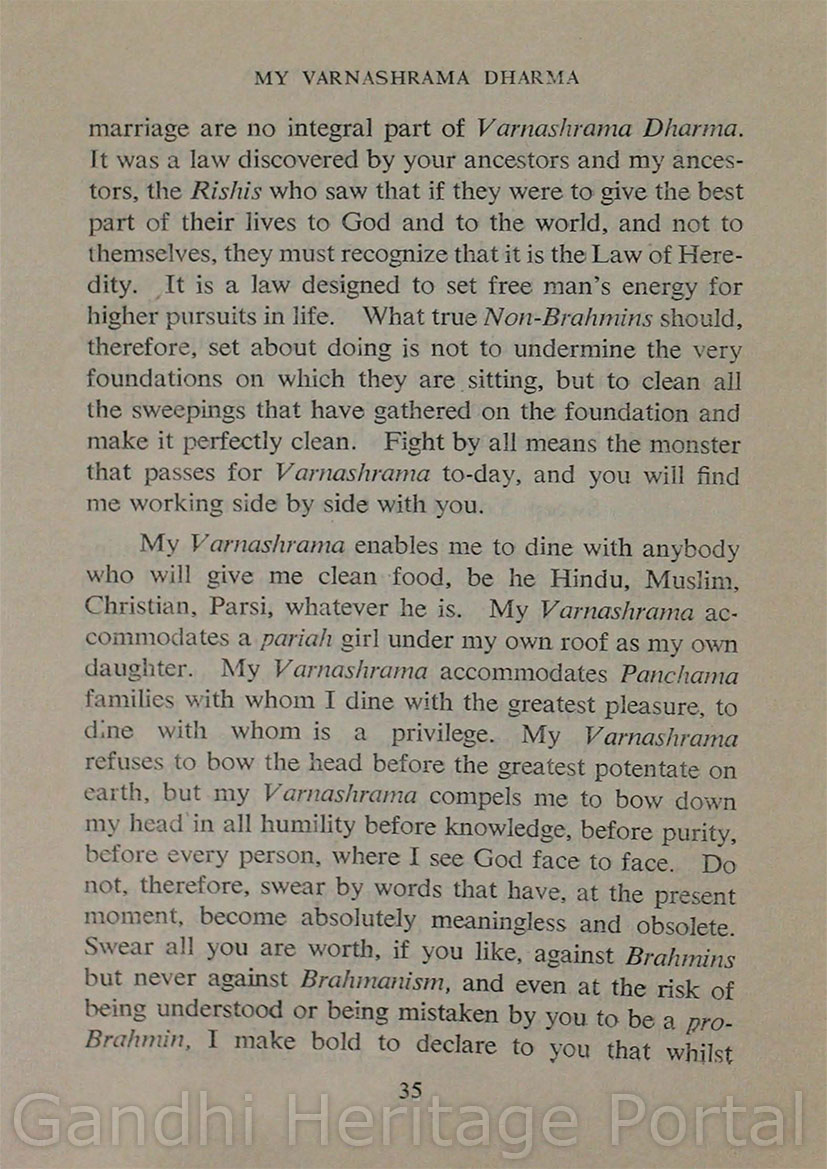 MY VARNASHRAMA DHARMA
marriage are no integral part of Varnashrama Dharma.
It was a law discovered by your ancestors and my ances-
tors, the Rishis who saw that if they were to give the best
part of their lives to God and to the world, and not to
themselves, they must recognize that it is the Law of Here-
dity. It is a law designed to set free man's energy for
higher pursuits in life. What true Non-Brahmins should,
therefore, set about doing is not to undermine the very
foundations on which they are sitting, but to clean all
the sweepings that have gathered on the foundation and
make it perfectly clean. Fight by all means the monster
that passes for Varnashrama to-day, and you will find
me working side by side with you.
My Varnashrama enables me to dine with anybody
who will give me clean food, be he Hindu, Muslim,
Christian, Parsi, whatever he is. My Varnashrama ac-
commodates a pariah girl under my own roof as my own
daughter. My Varnashrama accommodates Panchama
families with whom I dine with the greatest pleasure, to
dine with whom is a privilege. My Varnashrama
refuses to bow the head before the greatest potentate on
earth, but my Varnashrama compels me to bow down
my head in all humility before knowledge, before purity,
before every person, where I see God face to face. Do
not, therefore, swear by words that have, at the present
moment, become absolutely meaningless and obsolete.
Swear all you are worth, if you like, against Brahmins
but never against Brahmanism, and even at the risk of
being understood or being mistaken by you to be a pro-
Brahmin, I make bold to declare to you that whilst
35
Gandhi Heritage Portal